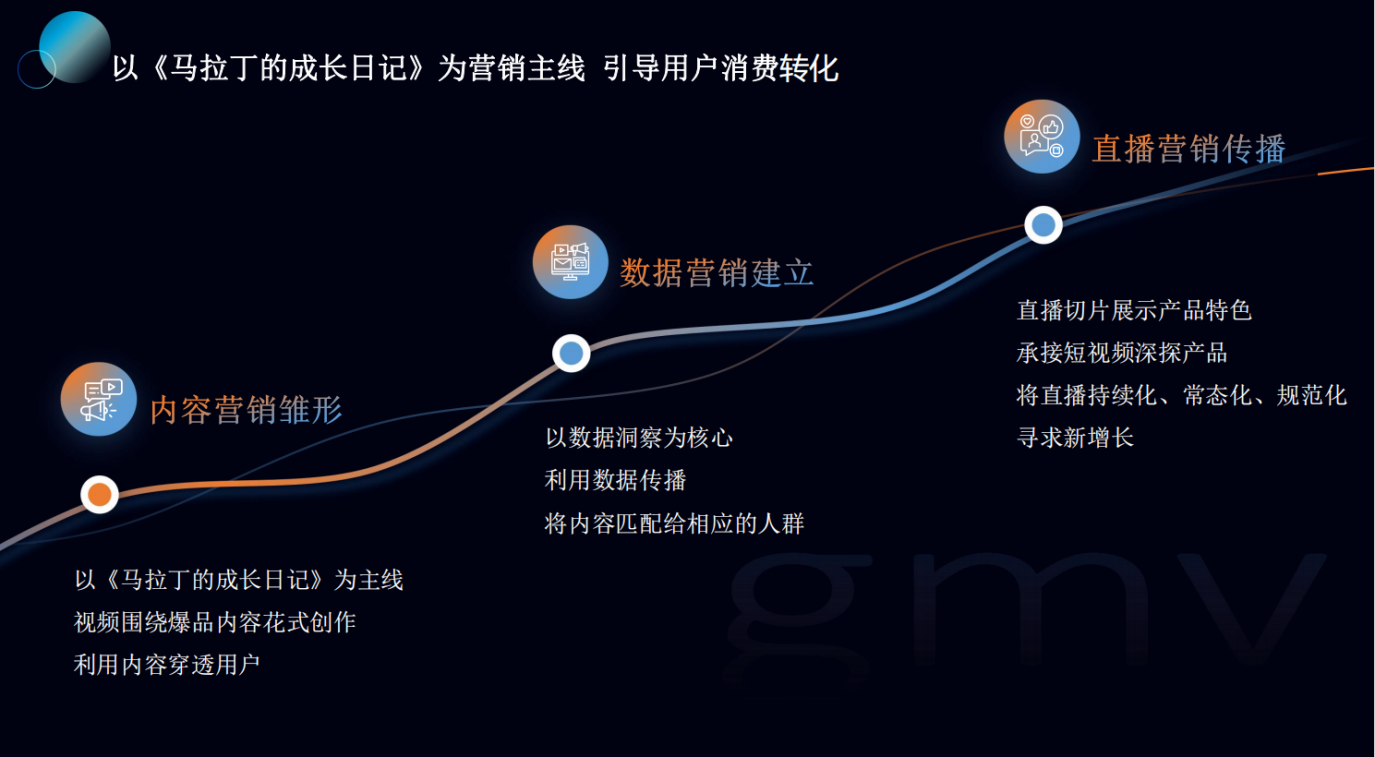 以《马拉丁的成长日记》为营销主线 引导用户消费转化
内容营销雏形
以《马拉丁的成长日记》为主线
视频围绕爆品内容花式创作
利用内容穿透用户
数据营销建立
以数据洞察为核心
利用数据传播
将内容匹配给相应的人群
直播营销传播
直播切片展示产品特色
承接短视频深探产品
将直播持续化、常态化、规范化
寻求新增长
gmv